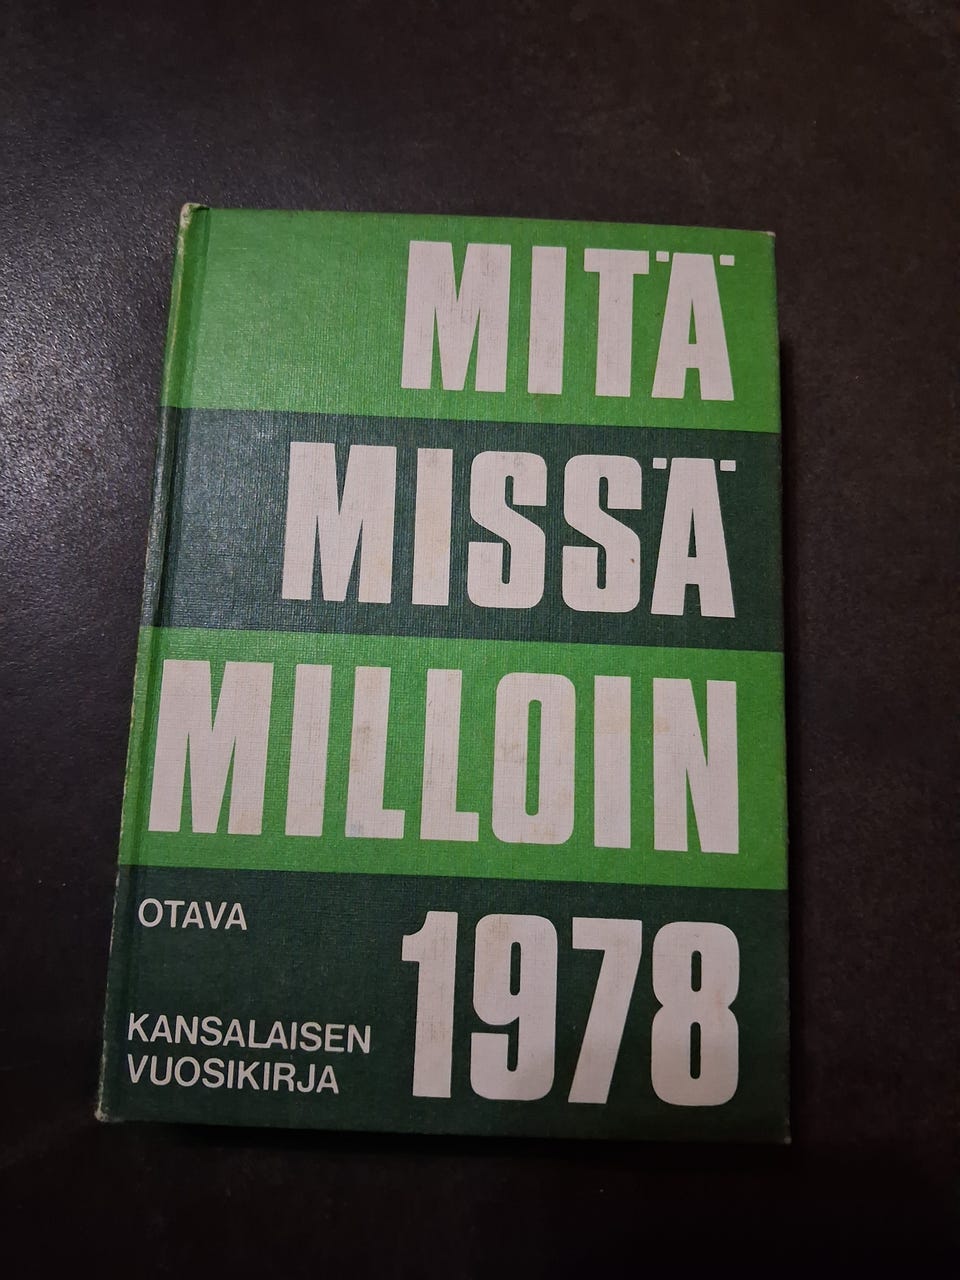 MITÄ
MISSÄ
MILLOIN
1978
OTAVA
KANSALAISEN
VUOSIKIRJA